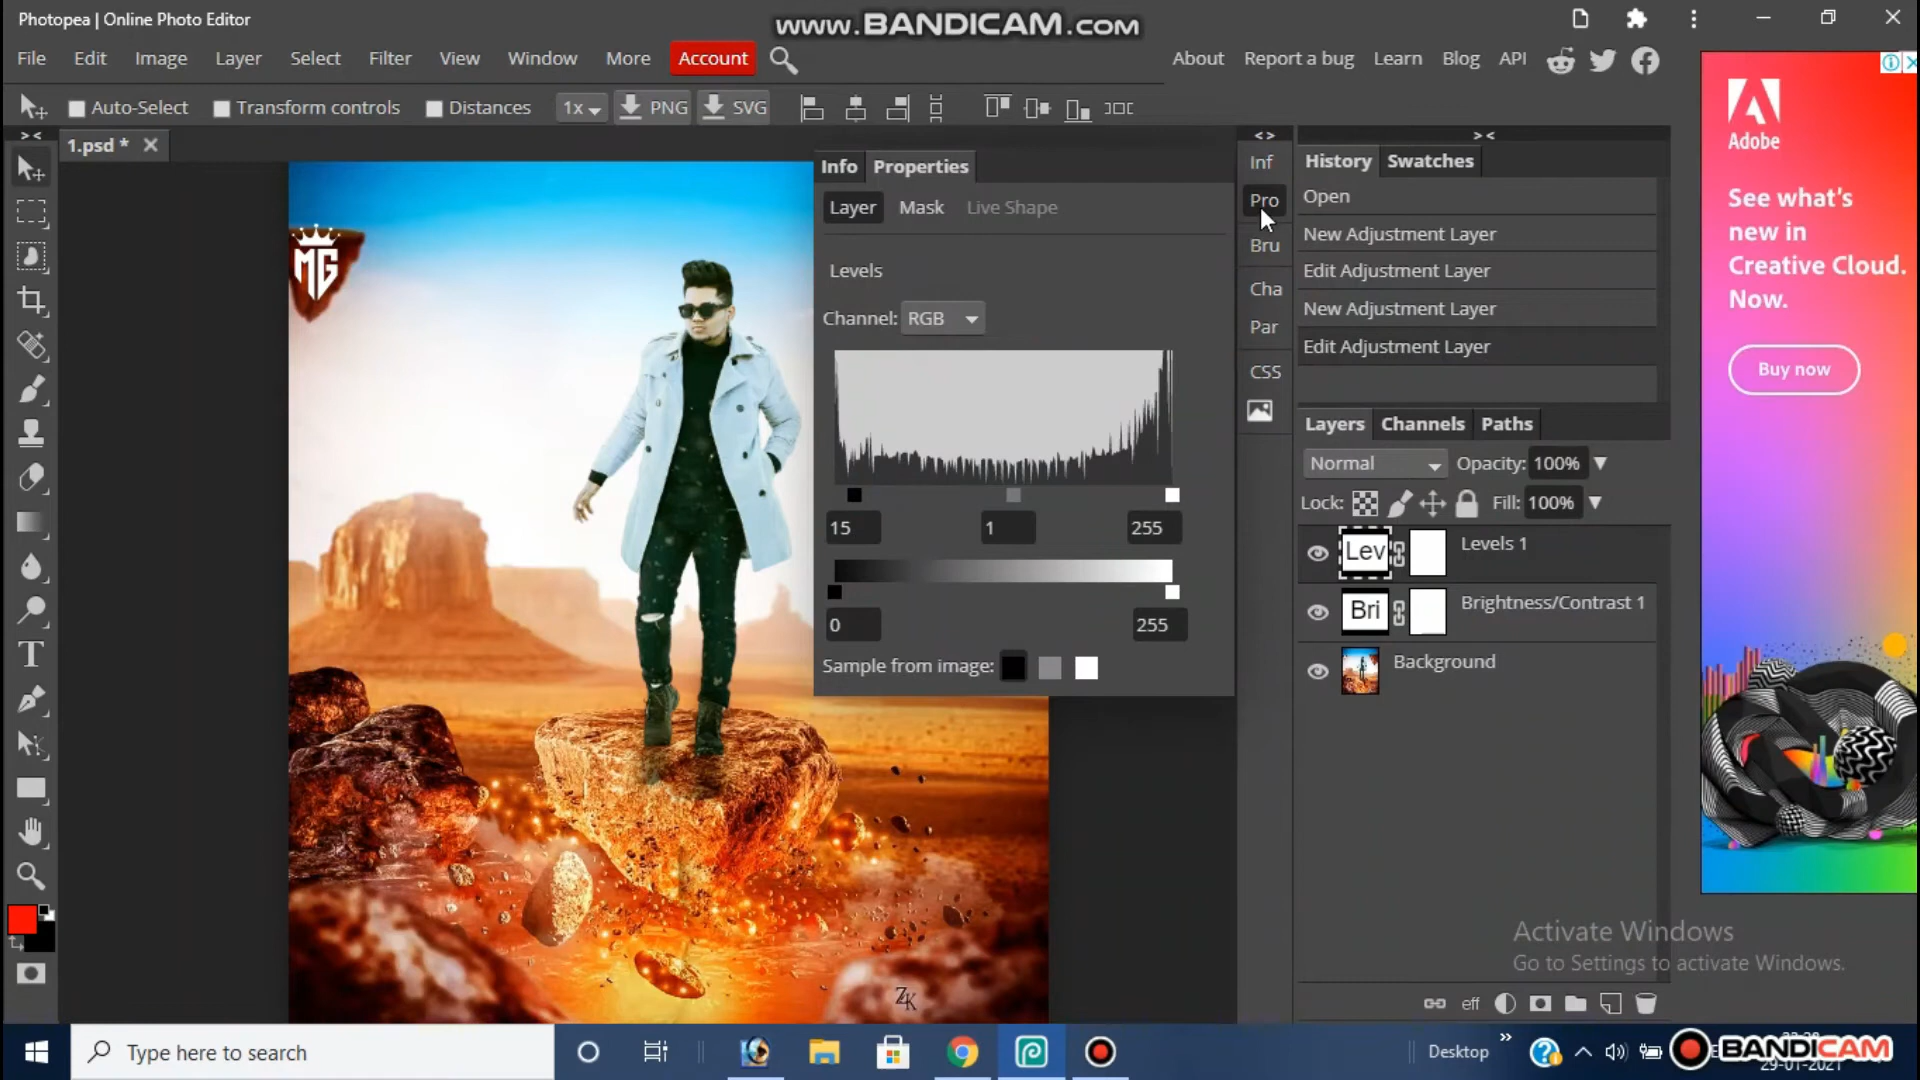 Photopea | Online Photo Editor
www.BANDICAM.com
File Edit Image Layer Select Filter View Window More Account
About Report a bug Learn Blog API
Auto-Select Transform controls Distances 1x PNG SVG
> <
1.psd *
MG
ZK
Info Properties
Layer Mask Live Shape
Levels
Channel: RGB
15 1 255
0 255
Sample from image:
< >
Inf
Pro
Bru
Cha
Par
CSS
> <
History Swatches
Open
New Adjustment Layer
Edit Adjustment Layer
New Adjustment Layer
Edit Adjustment Layer
Layers Channels Paths
Normal Opacity: 100%
Lock: Fill: 100%
Lev Levels 1
Bri Brightness/Contrast 1
Background
eff
Adobe
See what's
new in
Creative Cloud.
Now.
Buy now
Activate Windows
Go to Settings to activate Windows.
Type here to search
Desktop
BANDICAM
29-01-2021